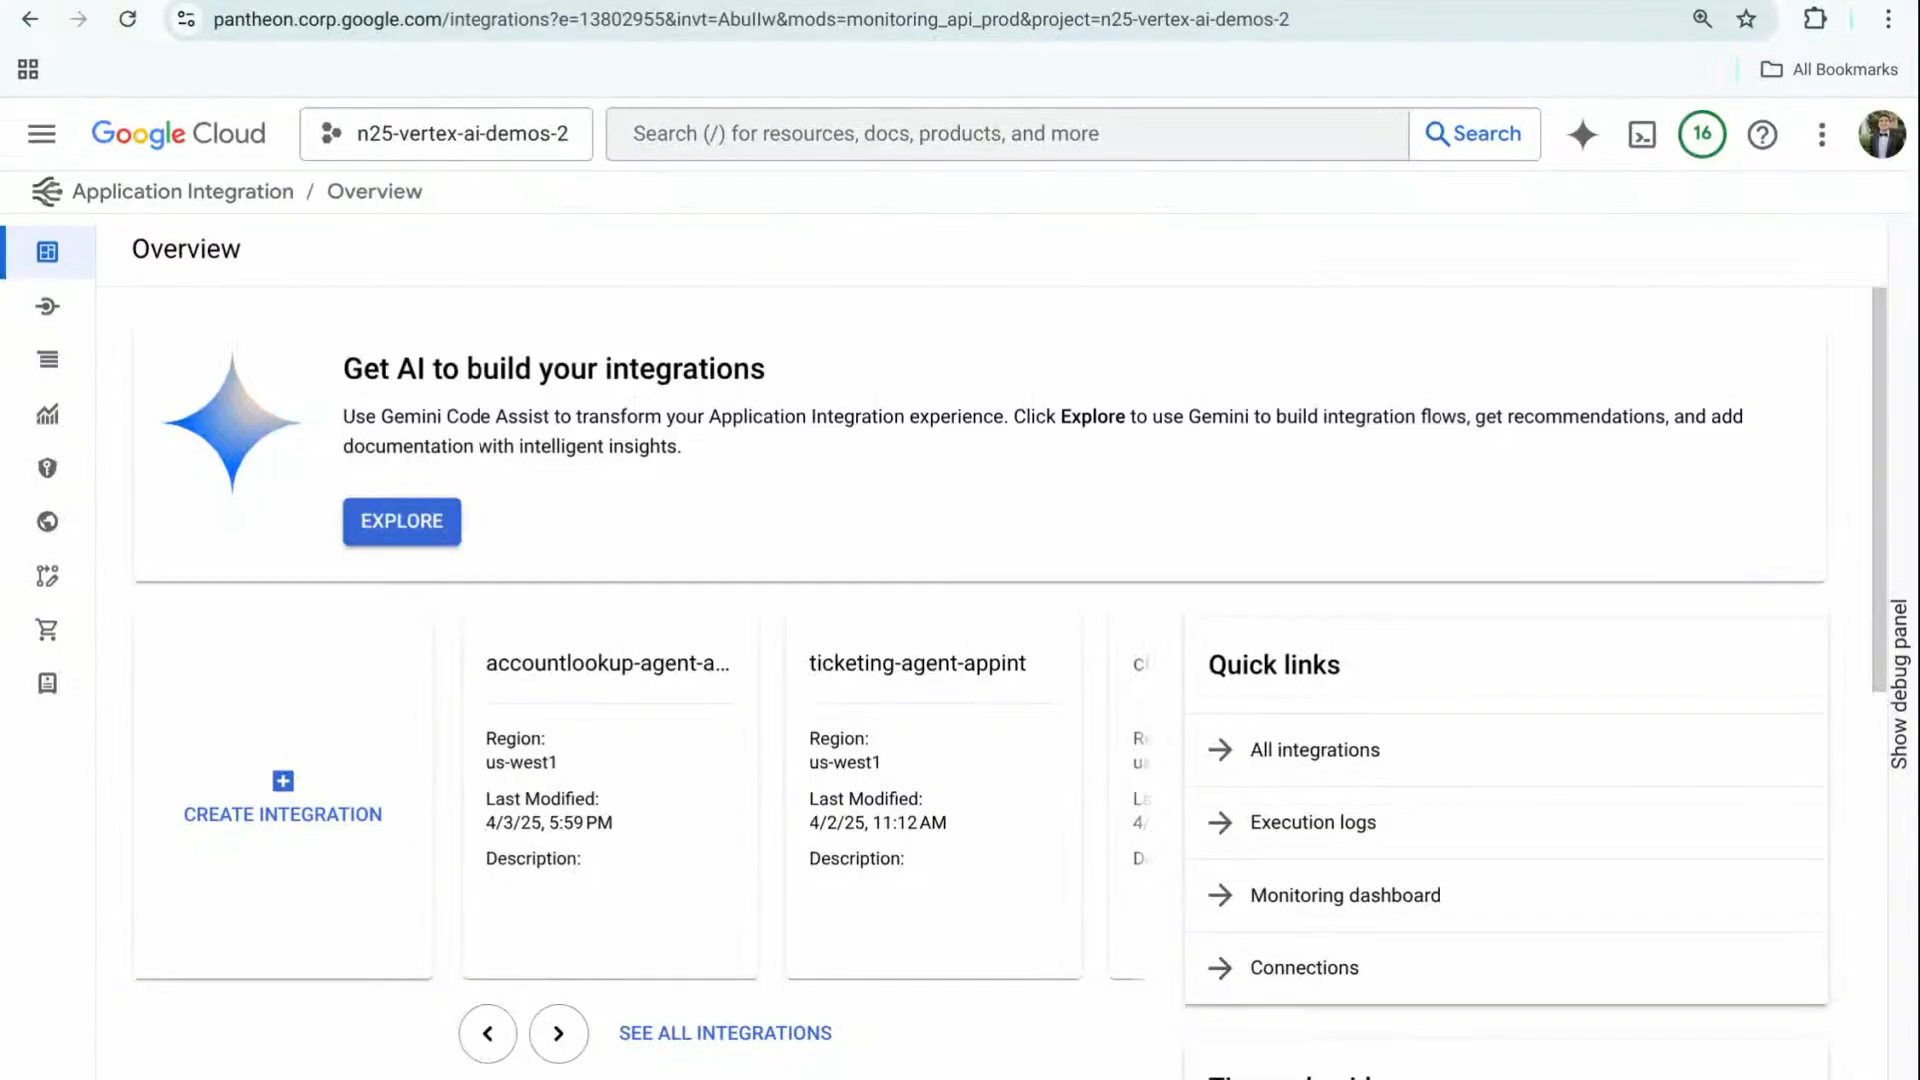 pantheon.corp.google.com/integrations?e=13802955&invt=AbuIIw&mods=monitoring_api_prod&project=n25-vertex-ai-demos-2
All Bookmarks
Google Cloud
n25-vertex-ai-demos-2
Search (/) for resources, docs, products, and more
Search
16
Application Integration / Overview
Overview
Get AI to build your integrations
Use Gemini Code Assist to transform your Application Integration experience. Click Explore to use Gemini to build integration flows, get recommendations, and add
documentation with intelligent insights.
EXPLORE
CREATE INTEGRATION
accountlookup-agent-a...
Region:
us-west1
Last Modified:
4/3/25, 5:59 PM
Description:
ticketing-agent-appint
Region:
us-west1
Last Modified:
4/2/25, 11:12 AM
Description:
SEE ALL INTEGRATIONS
Quick links
All integrations
Execution logs
Monitoring dashboard
Connections
Show debug panel